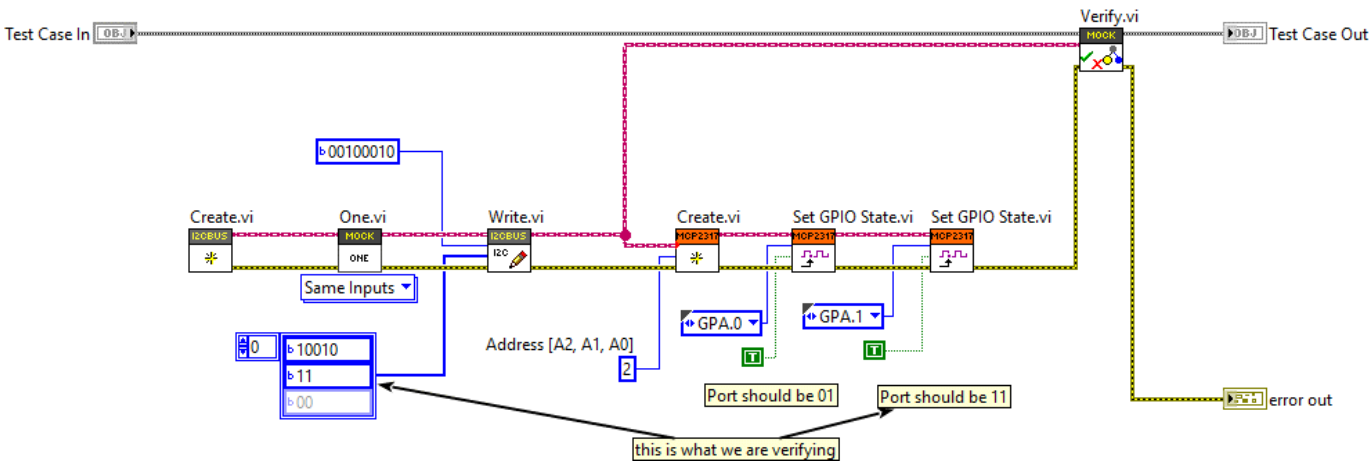 Verify.vi
Test Case In OBJ
MOCK
OBJ Test Case Out
b 00100010
Create.vi One.vi Write.vi Create.vi Set GPIO State.vi Set GPIO State.vi
I2CBUS MOCK I2CBUS MCP2317 MCP2317 MCP2317
ONE I2C
Same Inputs
GPA.0 GPA.1
0 b 10010
Address [A2, A1, A0]
b 11
2
T T
b 00
Port should be 01 Port should be 11
error out
this is what we are verifying